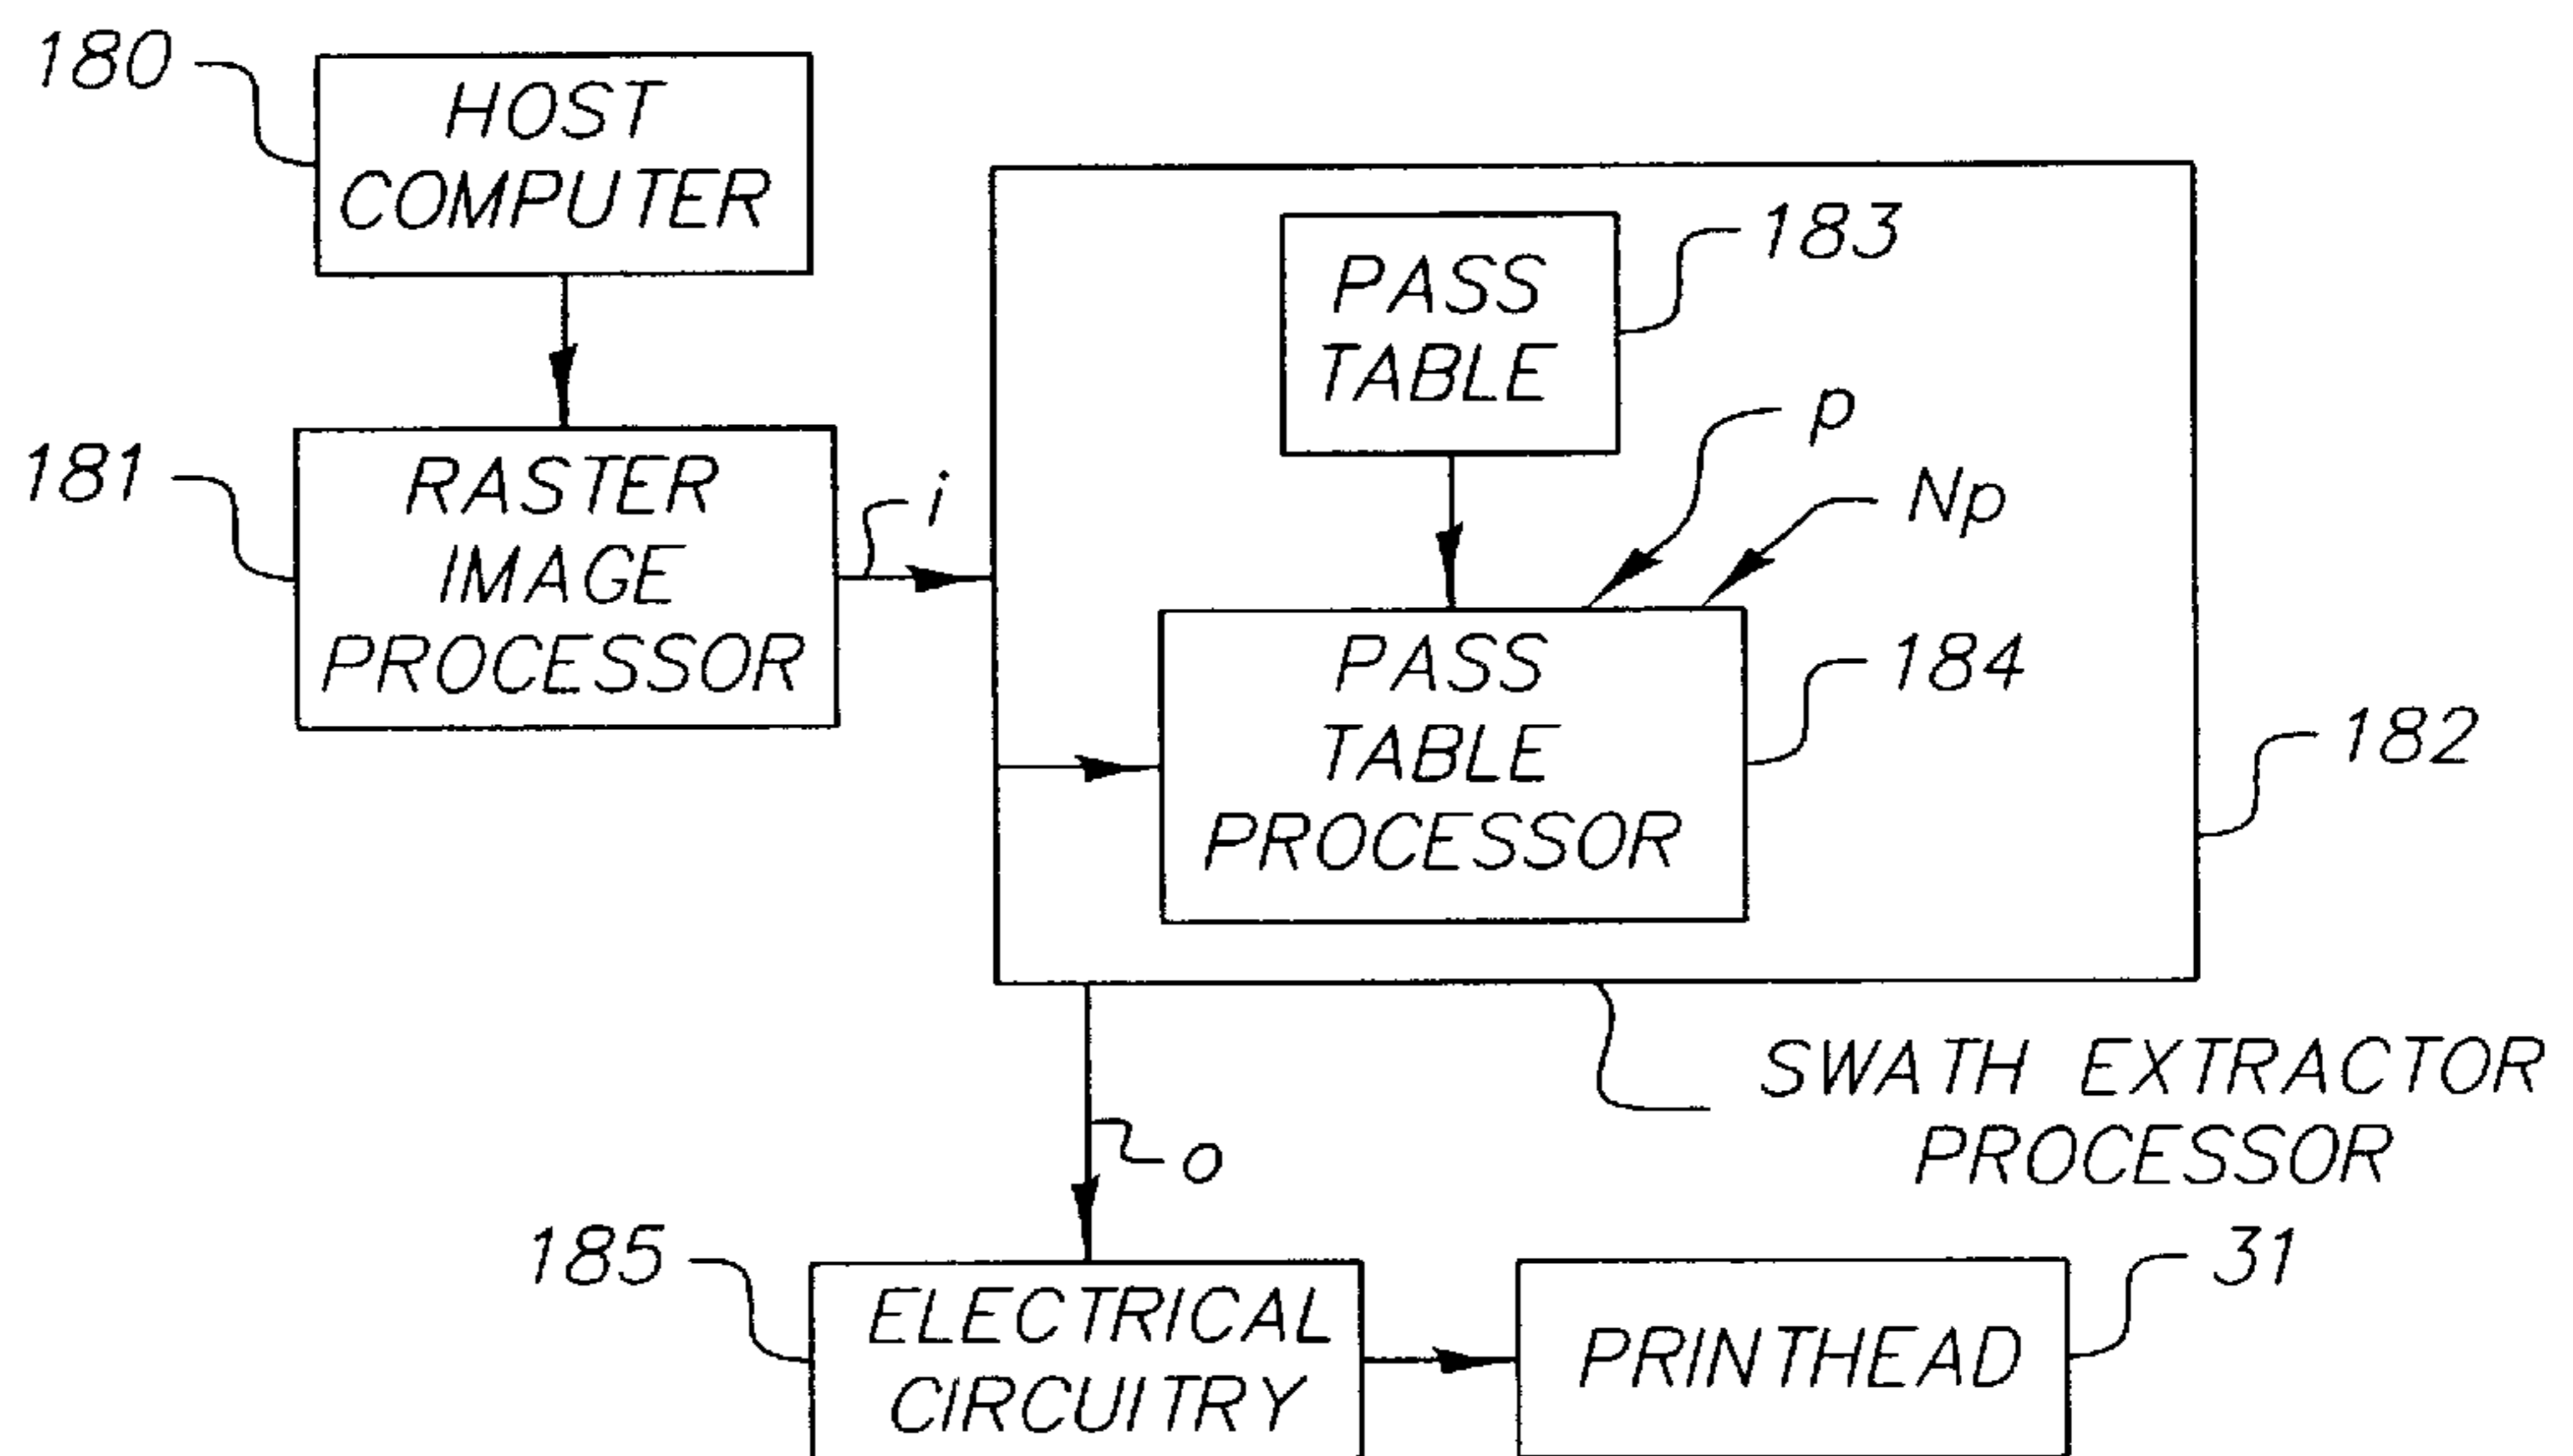 180
HOST
COMPUTER
181
RASTER
IMAGE
PROCESSOR
i
PASS
TABLE
183
p
Np
PASS
TABLE
PROCESSOR
184
182
SWATH EXTRACTOR
PROCESSOR
o
185
ELECTRICAL
CIRCUITRY
PRINTHEAD
31